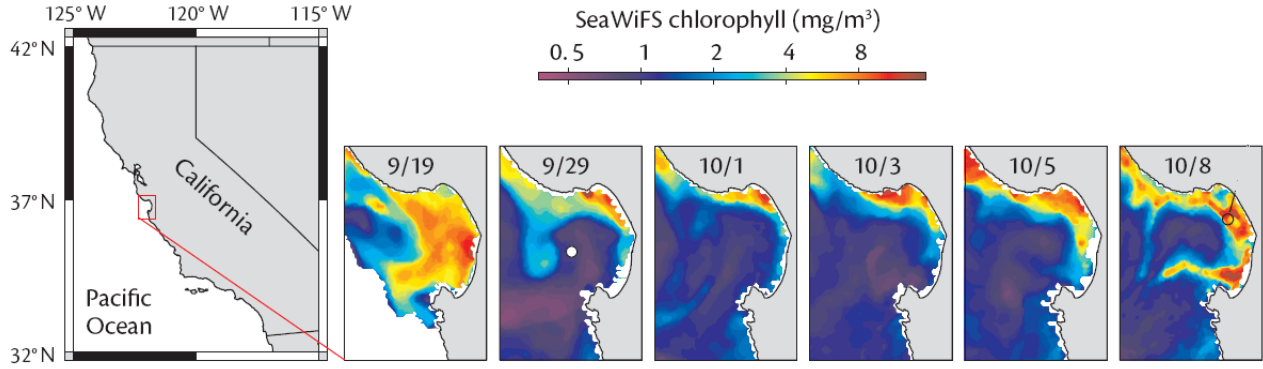 125° W 120° W 115° W
SeaWiFS chlorophyll (mg/m³)
0.5 1 2 4 8
42° N
37° N
32° N
California
Pacific
Ocean
9/19 9/29 10/1 10/3 10/5 10/8